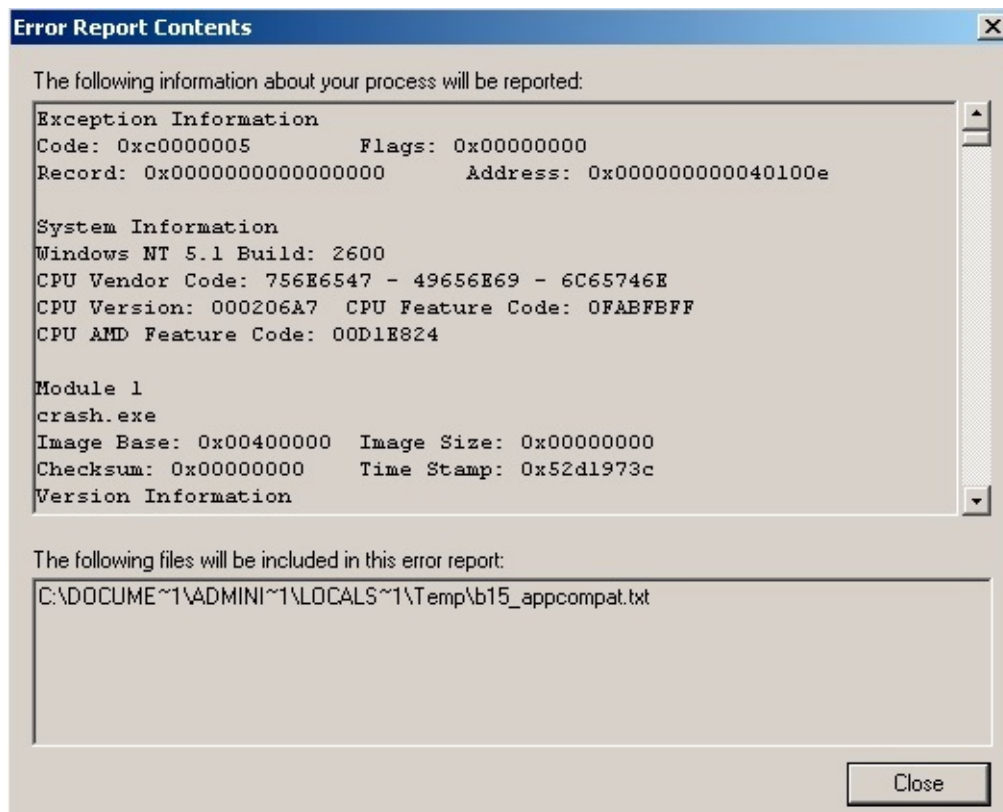 Error Report Contents
The following information about your process will be reported:
Exception Information
Code: 0xc0000005 Flags: 0x00000000
Record: 0x0000000000000000 Address: 0x000000000040100e
System Information
Windows NT 5.1 Build: 2600
CPU Vendor Code: 756E6547 - 49656E69 - 6C65746E
CPU Version: 000206A7 CPU Feature Code: 0FABFBFF
CPU AMD Feature Code: 00D1E824
Module 1
crash.exe
Image Base: 0x00400000 Image Size: 0x00000000
Checksum: 0x00000000 Time Stamp: 0x52d1973c
Version Information
The following files will be included in this error report:
C:\DOCUME~1\ADMINI~1\LOCALS~1\Temp\b15_appcompat.txt
Close